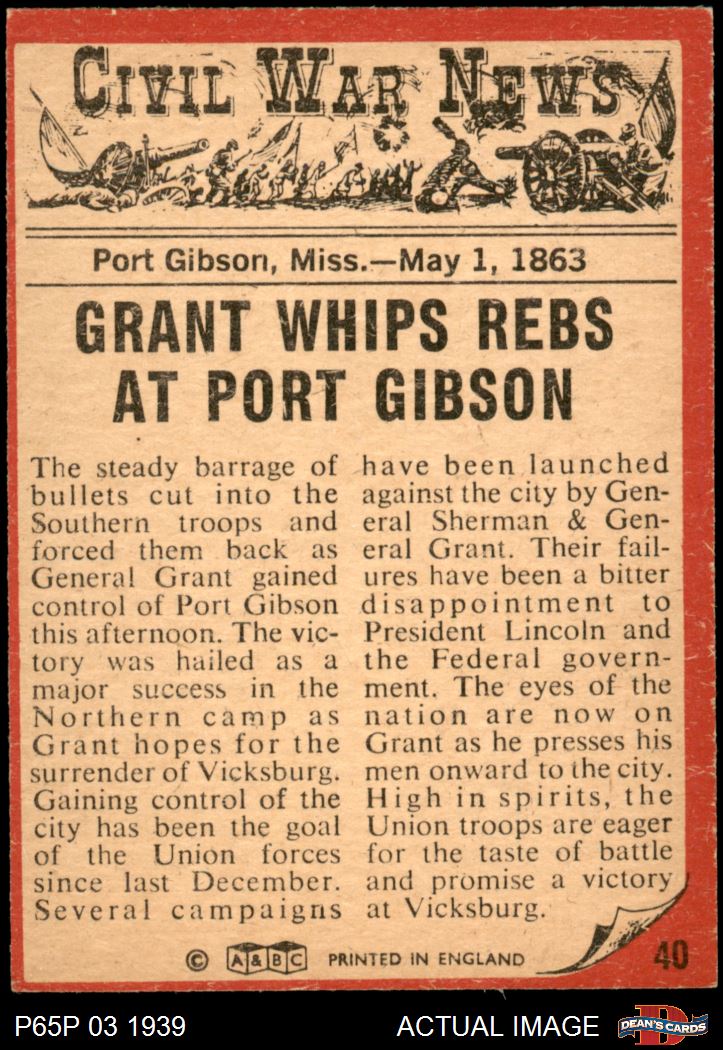 CIVIL WAR NEWS
Port Gibson, Miss.—May 1, 1863
GRANT WHIPS REBS
AT PORT GIBSON
The steady barrage of
bullets cut into the
Southern troops and
forced them back as
General Grant gained
control of Port Gibson
this afternoon. The vic-
tory was hailed as a
major success in the
Northern camp as
Grant hopes for the
surrender of Vicksburg.
Gaining control of the
city has been the goal
of the Union forces
since last December.
Several campaigns
have been launched
against the city by Gen-
eral Sherman & Gen-
eral Grant. Their fail-
ures have been a bitter
disappointment to
President Lincoln and
the Federal govern-
ment. The eyes of the
nation are now on
Grant as he presses his
men onward to the city.
High in spirits, the
Union troops are eager
for the taste of battle
and promise a victory
at Vicksburg.
© A&BC PRINTED IN ENGLAND
40
P65P 03 1939
ACTUAL IMAGE
D
DEAN'S CARDS